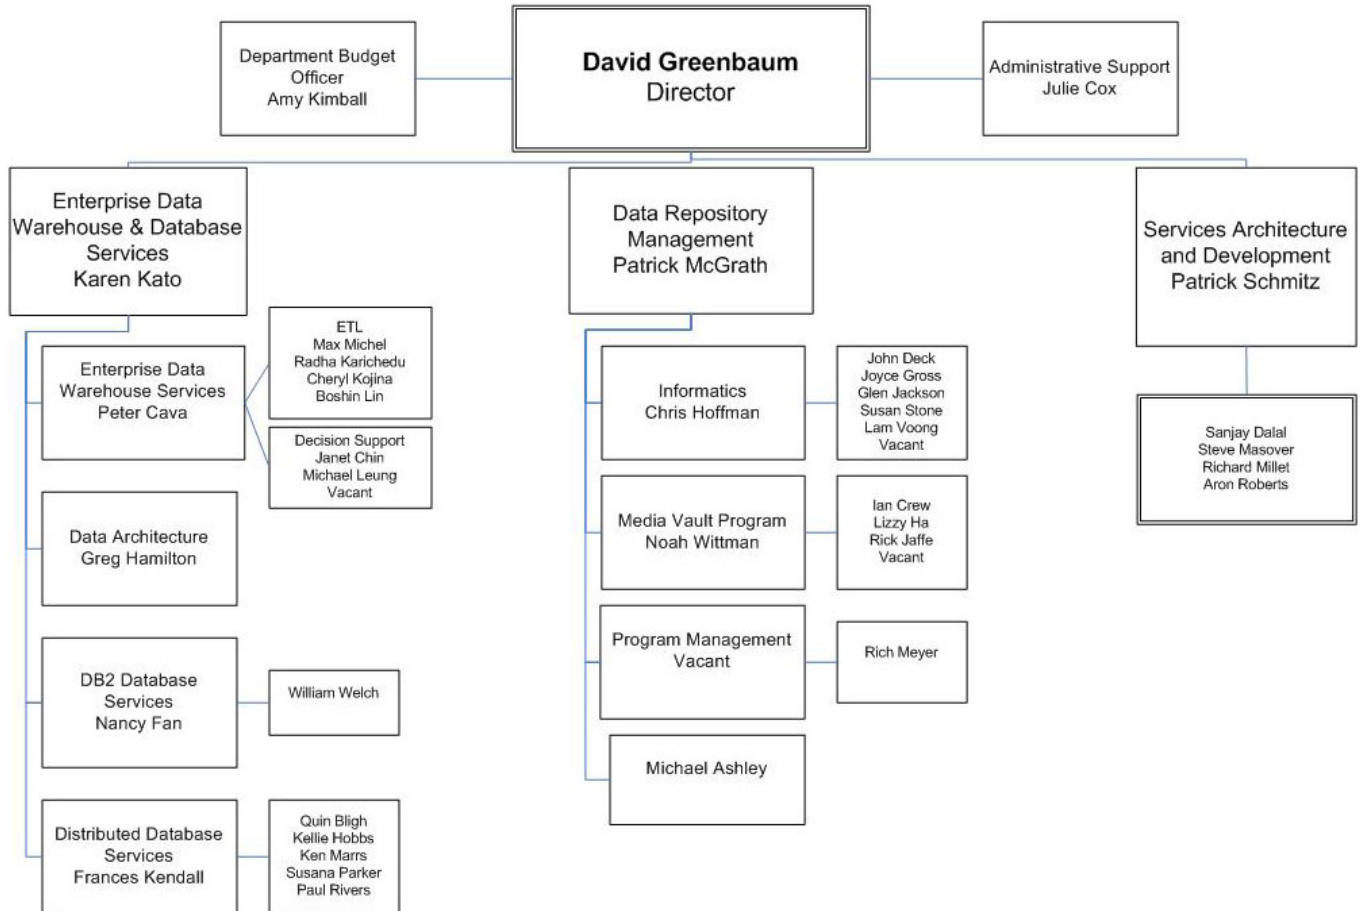 Department Budget
Officer
Amy Kimball
David Greenbaum
Director
Administrative Support
Julie Cox
Enterprise Data
Warehouse & Database
Services
Karen Kato
Data Repository
Management
Patrick McGrath
Services Architecture
and Development
Patrick Schmitz
Enterprise Data
Warehouse Services
Peter Cava
ETL
Max Michel
Radha Karichedu
Cheryl Kojina
Boshin Lin
Decision Support
Janet Chin
Michael Leung
Vacant
Data Architecture
Greg Hamilton
DB2 Database
Services
Nancy Fan
William Welch
Distributed Database
Services
Frances Kendall
Quin Bligh
Kellie Hobbs
Ken Marrs
Susana Parker
Paul Rivers
Informatics
Chris Hoffman
John Deck
Joyce Gross
Glen Jackson
Susan Stone
Lam Voong
Vacant
Media Vault Program
Noah Wittman
Ian Crew
Lizzy Ha
Rick Jaffe
Vacant
Program Management
Vacant
Rich Meyer
Michael Ashley
Sanjay Dalal
Steve Masover
Richard Millet
Aron Roberts